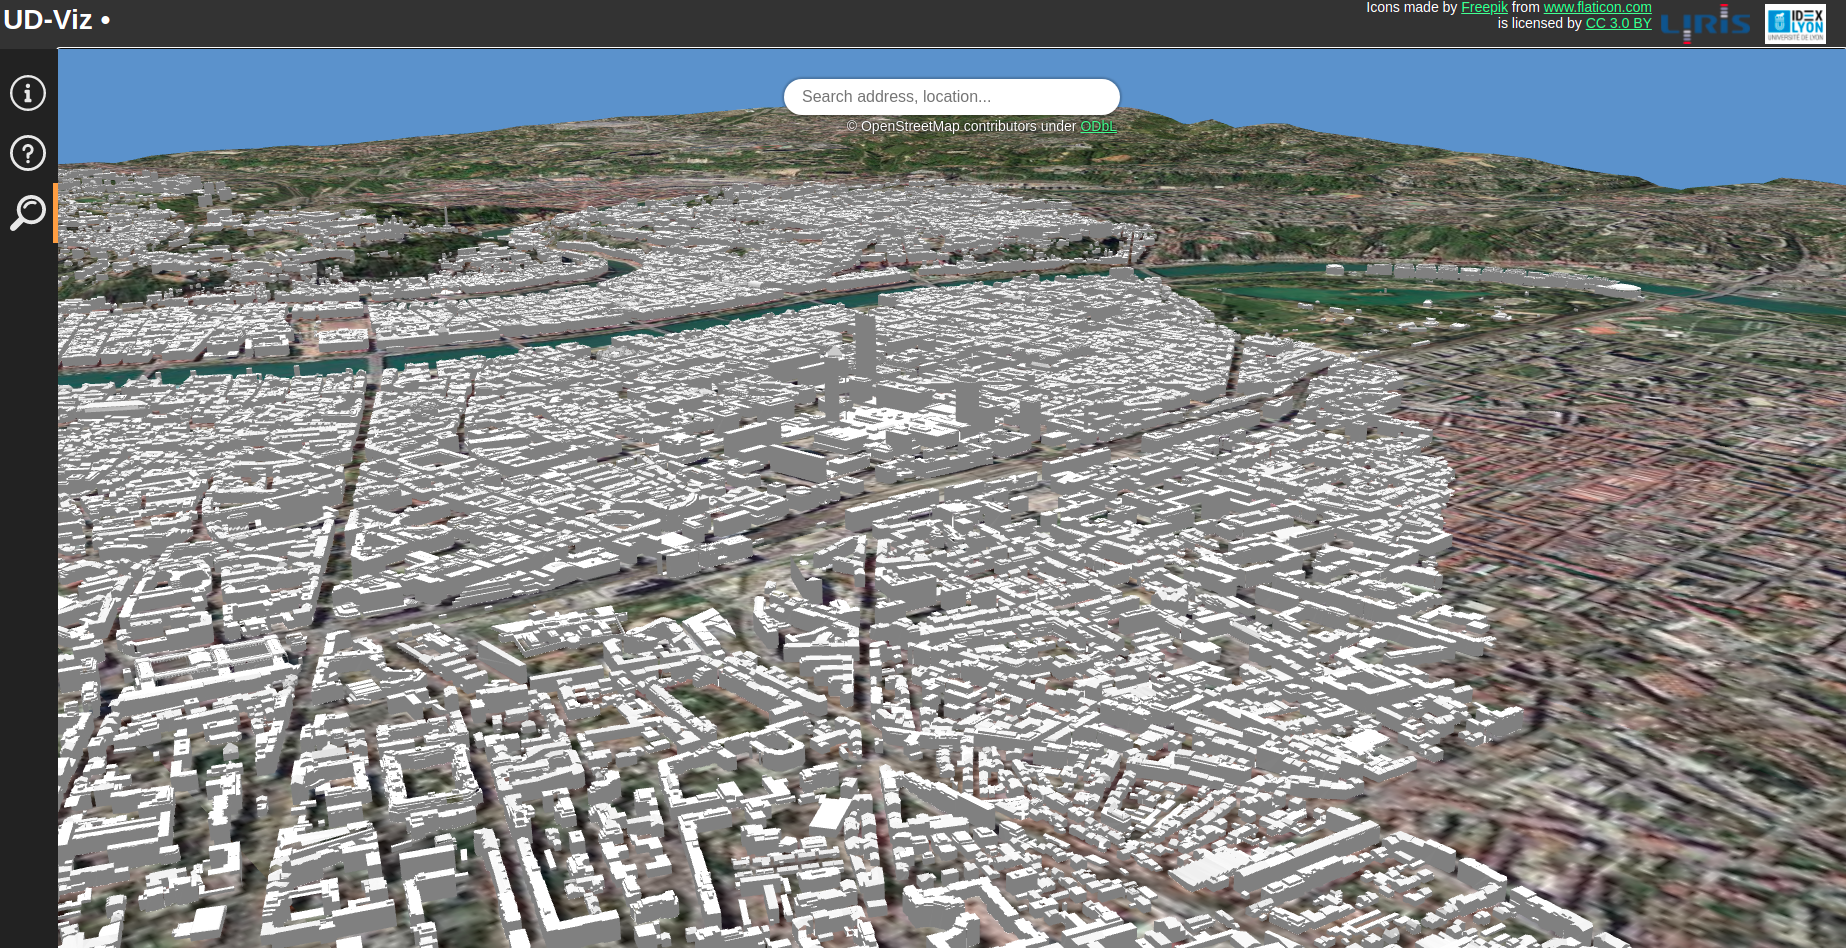 UD-Viz •
Icons made by Freepik from www.flaticon.com
is licensed by CC 3.0 BY
LIRIS
IDEX
LYON
UNIVERSITÉ DE LYON
Search address, location...
© OpenStreetMap contributors under ODbL